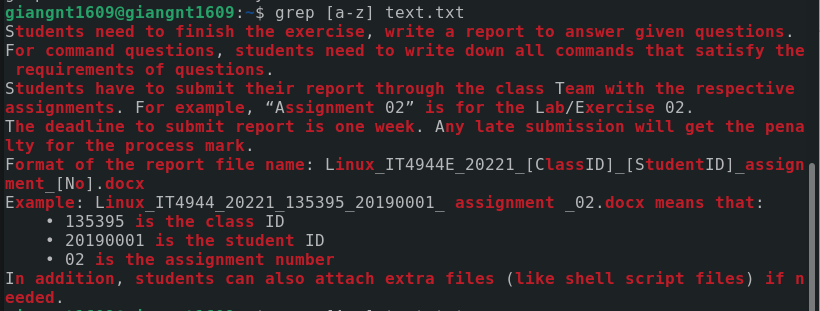 giangnt1609@giangnt1609:~$ grep [a-z] text.txt
Students need to finish the exercise, write a report to answer given questions.
For command questions, students need to write down all commands that satisfy the
 requirements of questions.
Students have to submit their report through the class Team with the respective
assignments. For example, “Assignment 02” is for the Lab/Exercise 02.
The deadline to submit report is one week. Any late submission will get the pena
lty for the process mark.
Format of the report file name: Linux_IT4944E_20221_[ClassID]_[StudentID]_assign
ment_[No].docx
Example: Linux_IT4944_20221_135395_20190001_ assignment _02.docx means that:
    • 135395 is the class ID
    • 20190001 is the student ID
    • 02 is the assignment number
In addition, students can also attach extra files (like shell script files) if n
eeded.